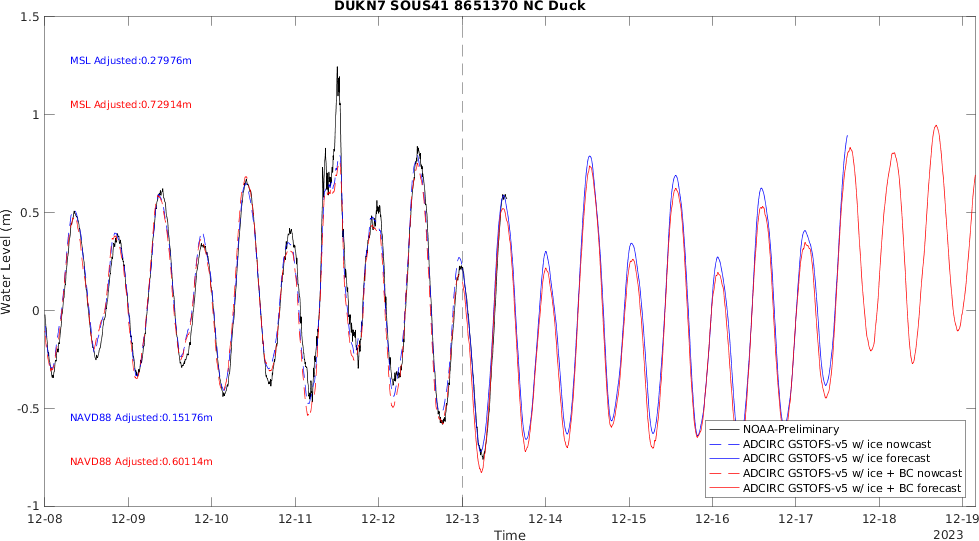 DUKN7 SOUS41 8651370 NC Duck
1.5
1
0.5
0
-0.5
-1
Water Level (m)
MSL Adjusted:0.27976m
MSL Adjusted:0.72914m
NAVD88 Adjusted:0.15176m
NAVD88 Adjusted:0.60114m
NOAA-Preliminary
ADCIRC GSTOFS-v5 w/ ice nowcast
ADCIRC GSTOFS-v5 w/ ice forecast
ADCIRC GSTOFS-v5 w/ ice + BC nowcast
ADCIRC GSTOFS-v5 w/ ice + BC forecast
12-08 12-09 12-10 12-11 12-12 12-13 12-14 12-15 12-16 12-17 12-18 12-19
2023
Time